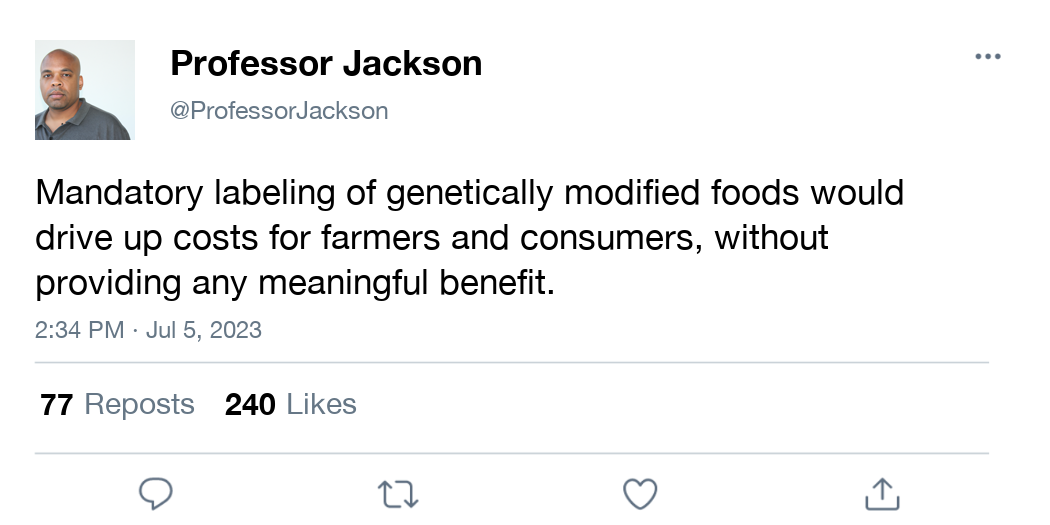 Professor Jackson
@ProfessorJackson
Mandatory labeling of genetically modified foods would
drive up costs for farmers and consumers, without
providing any meaningful benefit.
2:34 PM · Jul 5, 2023
77 Reposts 240 Likes